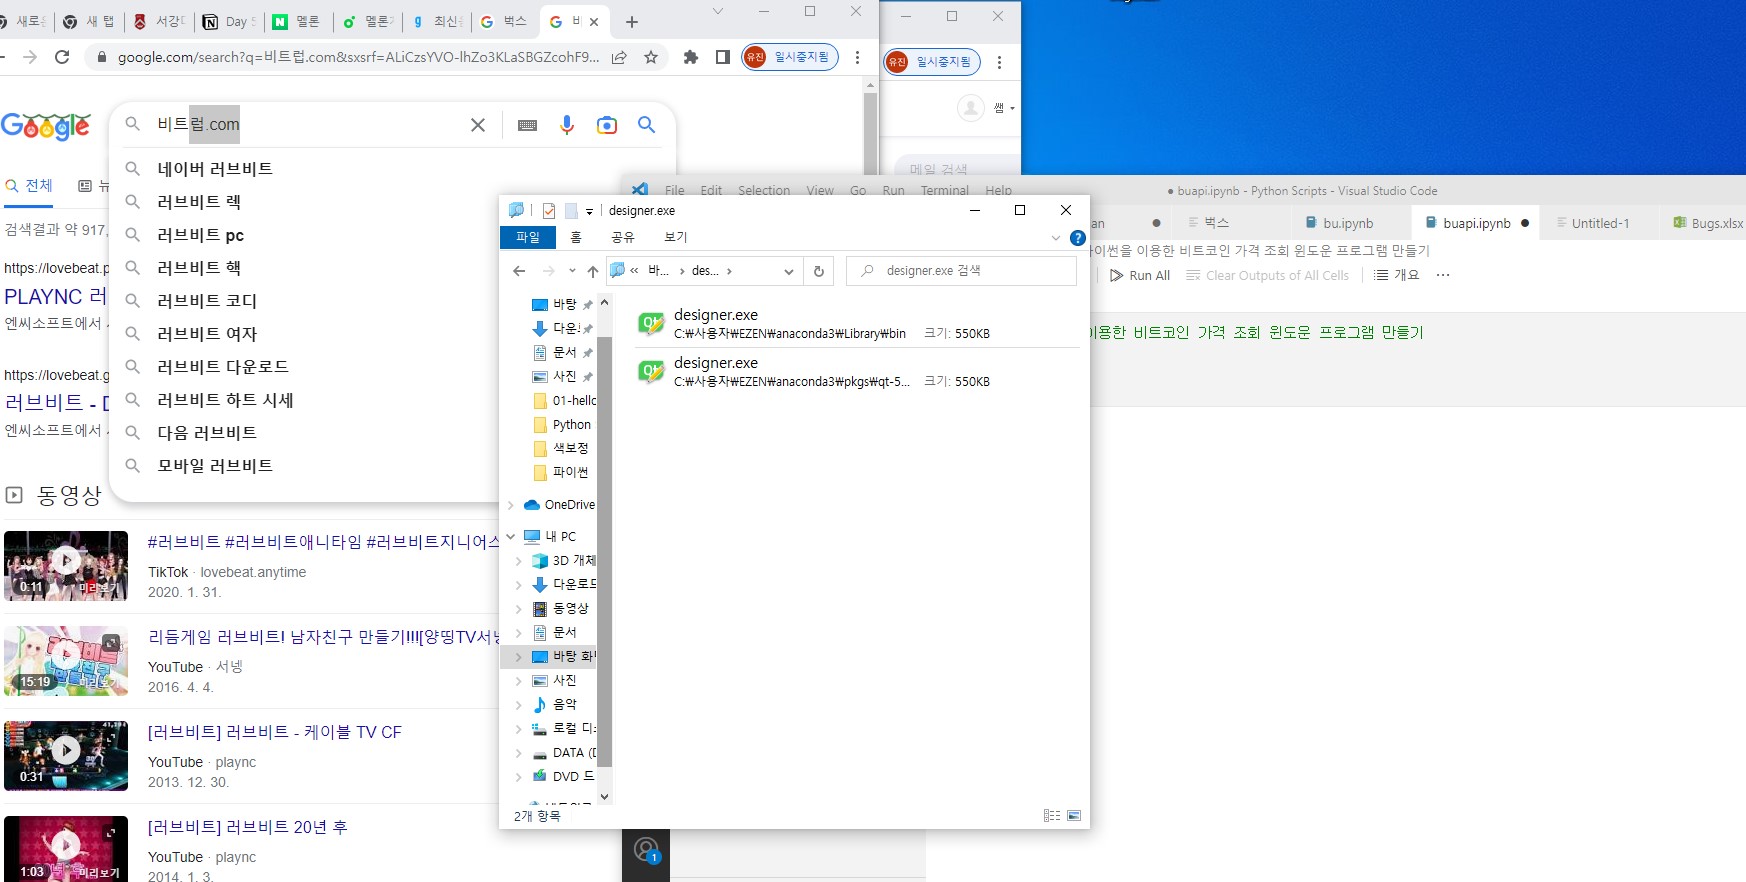 새로운
새 탭
서강
Day 5
멜론
멜론
최신
벅스
google.com/search?q=비트럽.com&sxsrf=ALiCzsYVO-lhZo3KLaSBGZcohF9...
유진 일시중지됨
유진 일시중지됨
쌤
메일 검색
Google
비트럽.com
네이버 러브비트
러브비트 렉
러브비트 pc
러브비트 핵
러브비트 코디
러브비트 여자
러브비트 다운로드
러브비트 하트 시세
다음 러브비트
모바일 러브비트
전체
뉴
검색결과 약 917,
https://lovebeat.p
PLAYNC 러
엔씨소프트에서
https://lovebeat.g
러브비트 - D
엔씨소프트에서
동영상
#러브비트 #러브비트애니타임 #러브비트지니어스
TikTok · lovebeat.anytime
2020. 1. 31.
0:11 미리보기
리듬게임 러브비트! 남자친구 만들기!!![양띵TV서넹
YouTube · 서넹
2016. 4. 4.
15:19 미리보기
[러브비트] 러브비트 - 케이블 TV CF
YouTube · plaync
2013. 12. 30.
0:31
[러브비트] 러브비트 20년 후
YouTube · plaync
2014. 1. 3.
1:03 미리보기
File Edit Selection View Go Run Terminal Help
● buapi.ipynb - Python Scripts - Visual Studio Code
an
벅스
bu.ipynb
buapi.ipynb
Untitled-1
Bugs.xlsx
이썬을 이용한 비트코인 가격 조회 윈도운 프로그램 만들기
Run All
Clear Outputs of All Cells
개요
이용한 비트코인 가격 조회 윈도운 프로그램 만들기
1
designer.exe
파일 홈 공유 보기
« 바... › des... ›
designer.exe 검색
바탕
다운로
문서
사진
01-hello
Python
색보정
파이썬
OneDrive
내 PC
3D 개체
다운로드
동영상
문서
바탕 화면
사진
음악
로컬 디스
DATA (D
DVD 드
designer.exe
C:₩사용자₩EZEN₩anaconda3₩Library₩bin 크기: 550KB
designer.exe
C:₩사용자₩EZEN₩anaconda3₩pkgs₩qt-5... 크기: 550KB
2개 항목